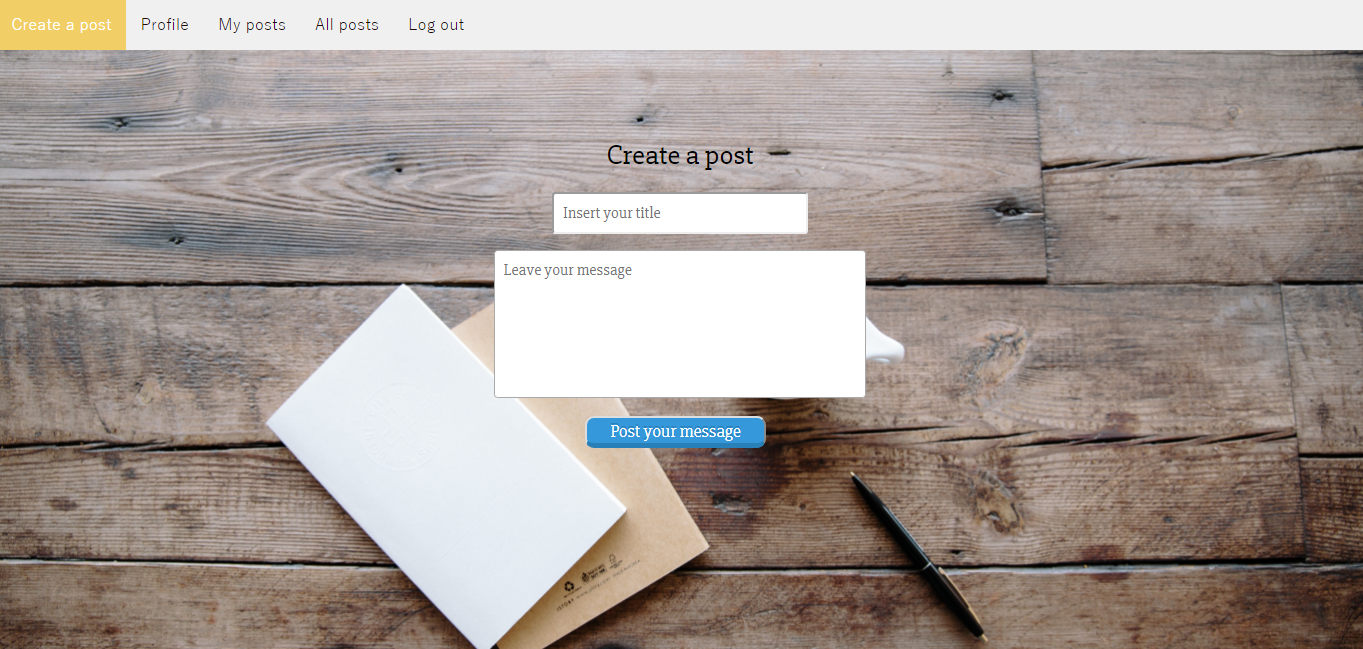 Create a post Profile My posts All posts Log out
Create a post
Insert your title
Leave your message
Post your message